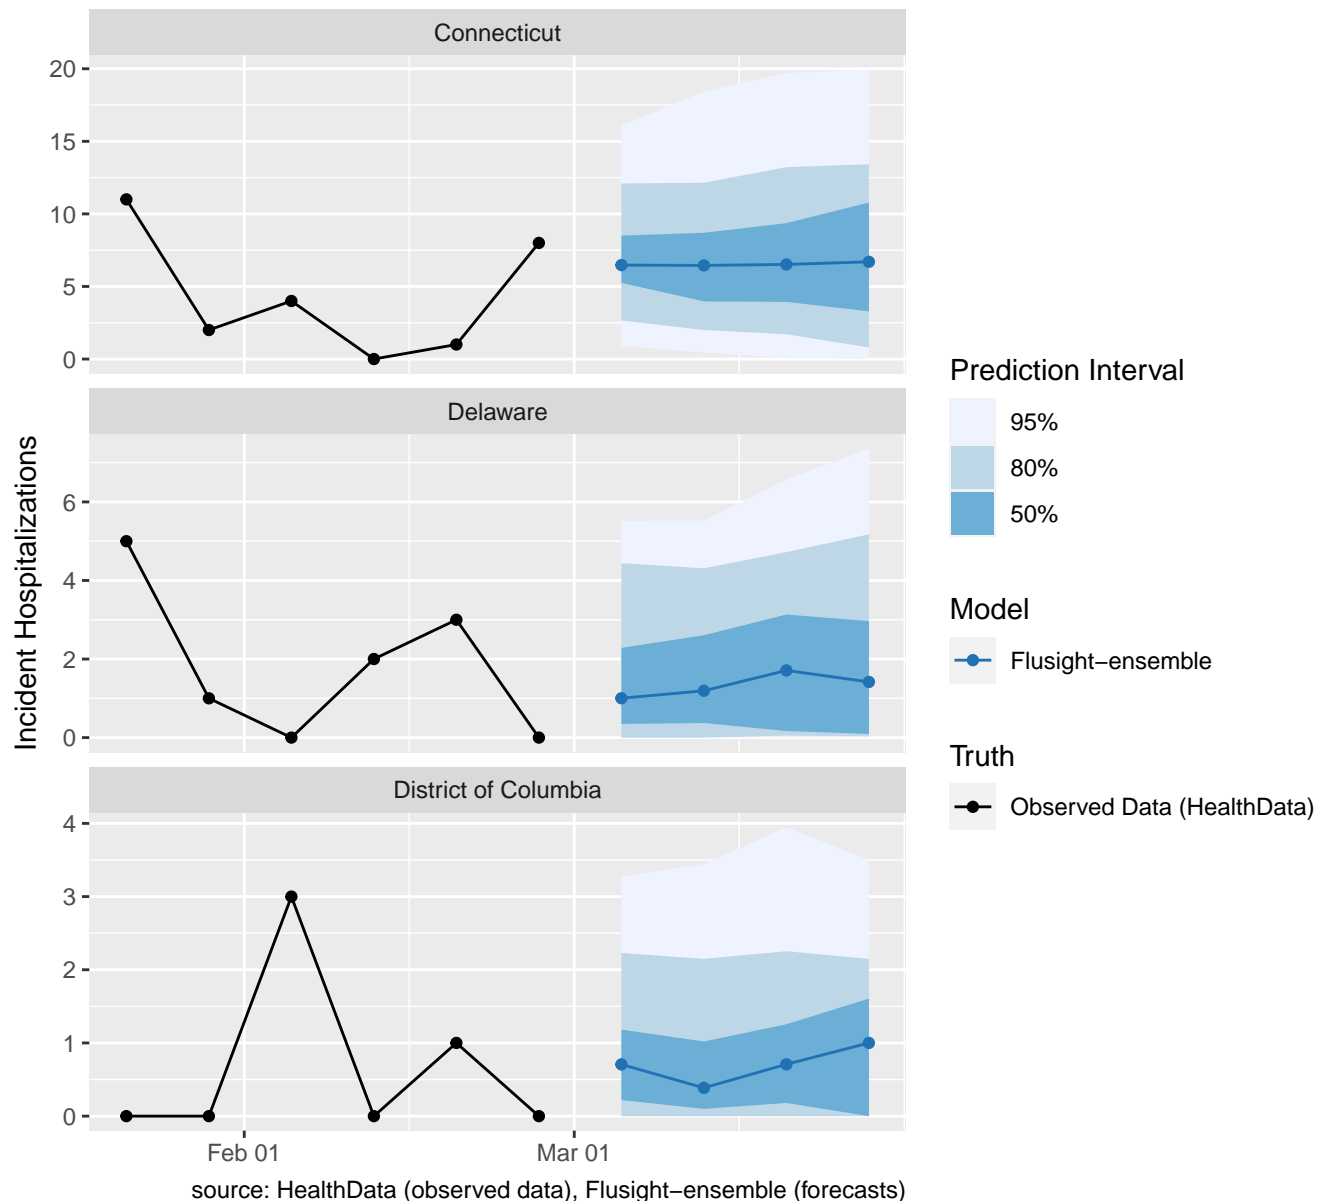 Connecticut
20
15
10
5
0
Delaware
6
4
2
0
District of Columbia
4
3
2
1
0
Feb 01
Mar 01
Incident Hospitalizations
source: HealthData (observed data), Flusight−ensemble (forecasts)
Prediction Interval
95%
80%
50%
Model
Flusight−ensemble
Truth
Observed Data (HealthData)